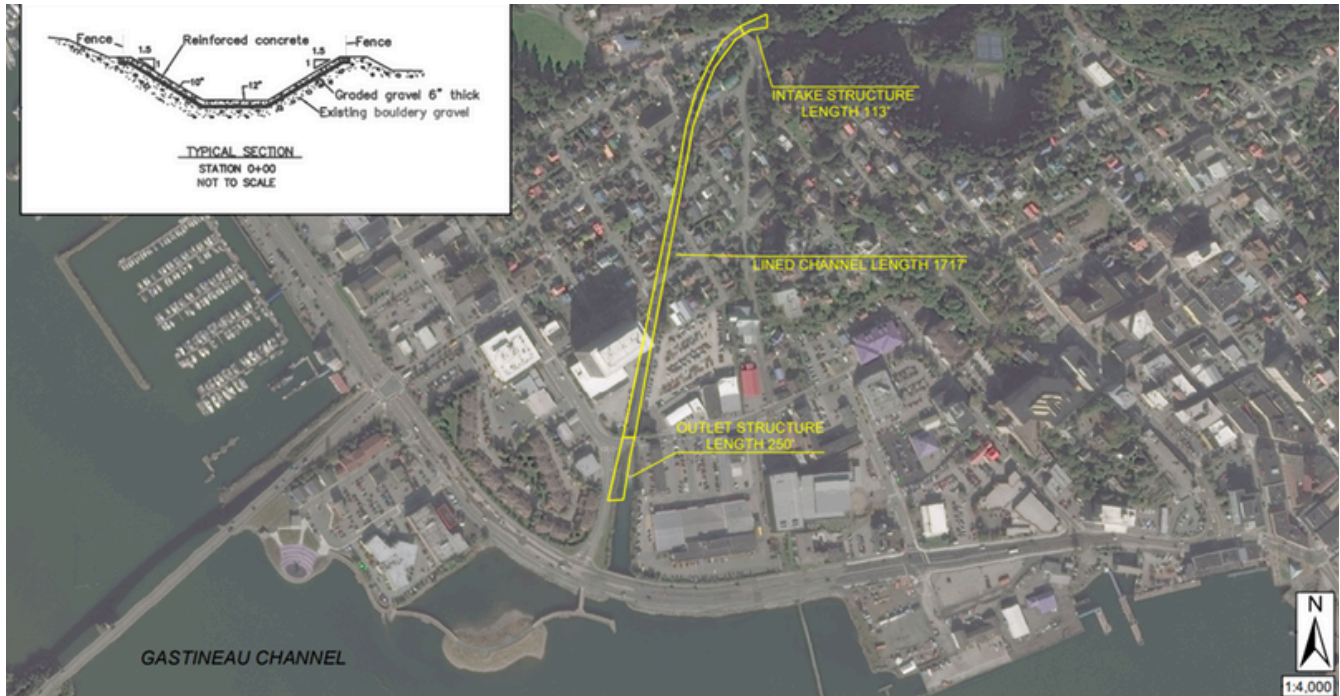 Fence
1.5
1
Reinforced concrete
1.5
1
Fence
10"
12"
Graded gravel 6" thick
Existing bouldery gravel
TYPICAL SECTION
STATION 0+00
NOT TO SCALE
INTAKE STRUCTURE
LENGTH 113'
LINED CHANNEL LENGTH 1717'
OUTLET STRUCTURE
LENGTH 250'
GASTINEAU CHANNEL
N
1:4,000